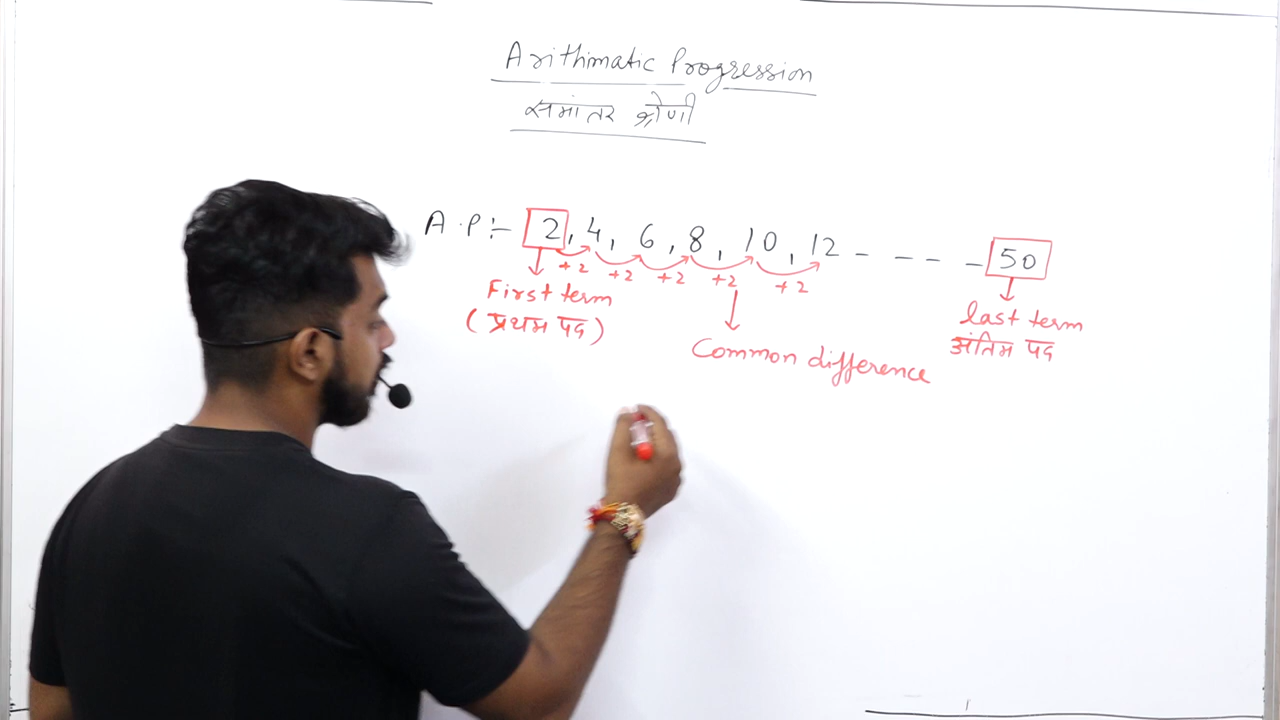 Arithimatic Progression
समांतर श्रेणी
A.P:- 2, 4, 6, 8, 10, 12 - - - - 50
+2 +2 +2 +2 +2
First term
(प्रथम पद)
Common difference
last term
अंतिम पद